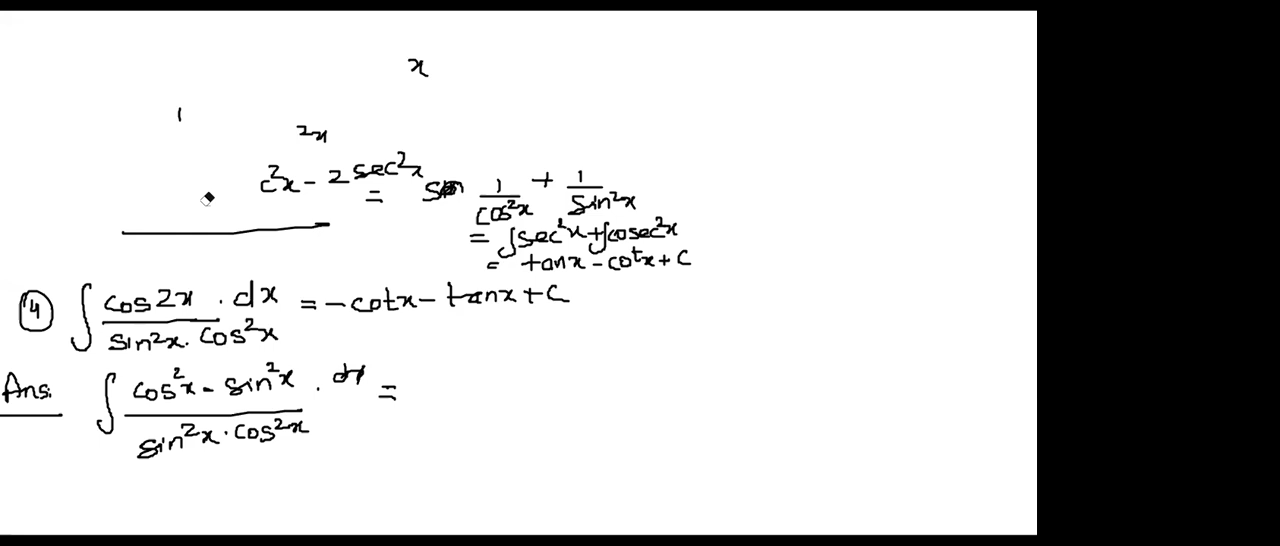 x
1
2x
c²x - 2 sec²x
= 1/cos²x + 1/sin²x
= ∫sec²x + ∫cosec²x
= tanx - cotx + c
(4) ∫ cos2x/(sin²x · cos²x) · dx = -cotx - tanx + c
Ans. ∫ (cos²x - sin²x)/(sin²x · cos²x) · dx =